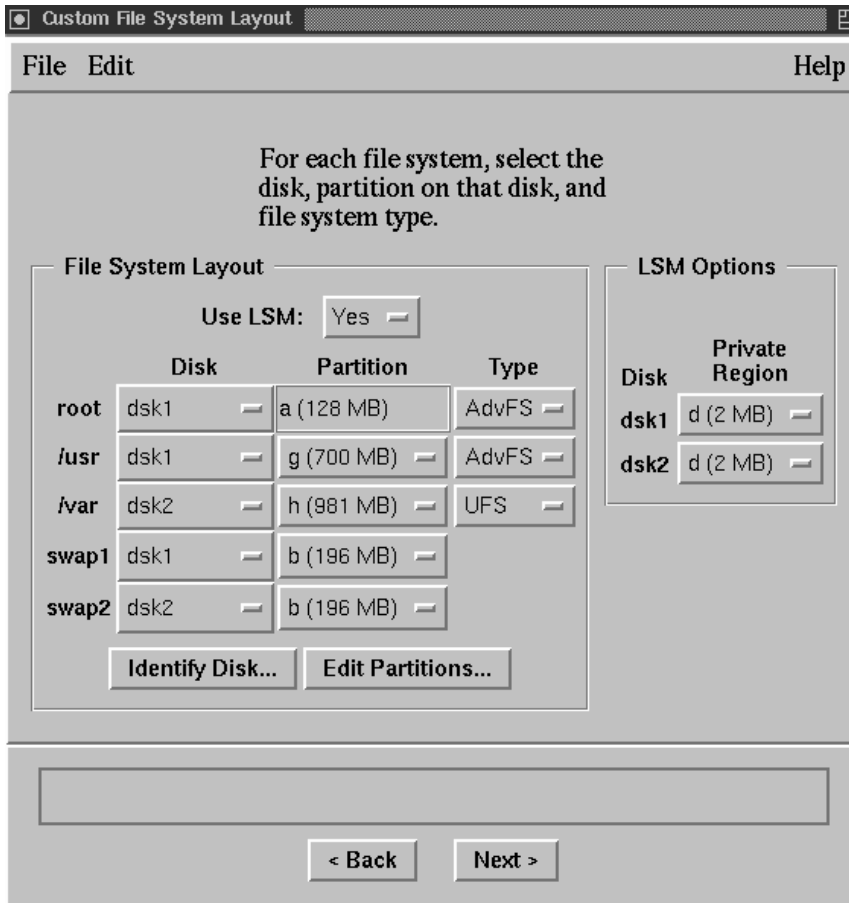 Custom File System Layout
File Edit Help
For each file system, select the
disk, partition on that disk, and
file system type.
File System Layout
Use LSM: Yes
Disk Partition Type
root dsk1 a (128 MB) AdvFS
/usr dsk1 g (700 MB) AdvFS
/var dsk2 h (981 MB) UFS
swap1 dsk1 b (196 MB)
swap2 dsk2 b (196 MB)
Identify Disk... Edit Partitions...
LSM Options
Private
Disk Region
dsk1 d (2 MB)
dsk2 d (2 MB)
< Back Next >